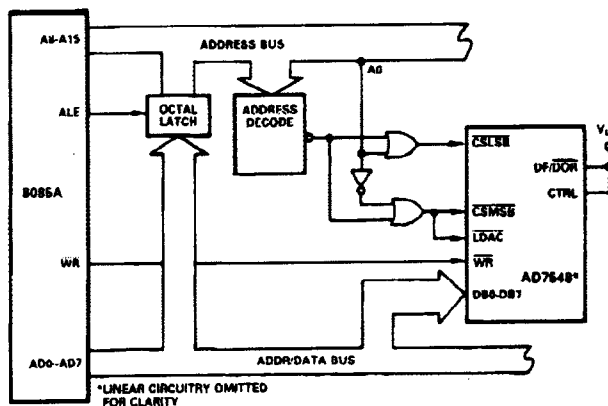 A8-A15
ADDRESS BUS
A0
ALE
OCTAL
LATCH
ADDRESS
DECODE
8085A
CSLSB
DF/DOR
CTRL
CSMSB
LDAC
WR
WR
AD7548*
DB0-DB7
AD0-AD7
ADDR/DATA BUS
*LINEAR CIRCUITRY OMITTED
FOR CLARITY